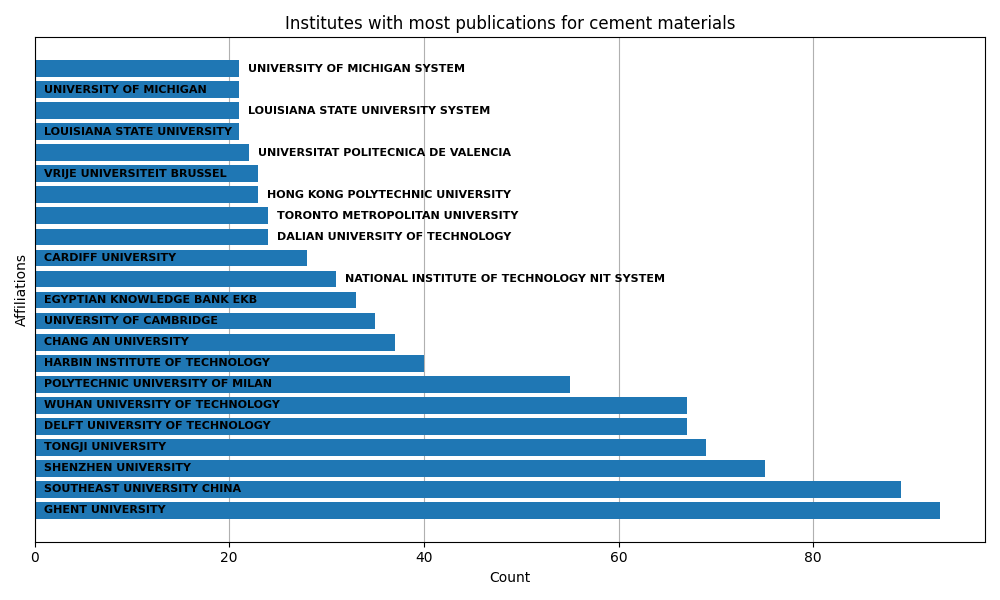 Institutes with most publications for cement materials
UNIVERSITY OF MICHIGAN SYSTEM
UNIVERSITY OF MICHIGAN
LOUISIANA STATE UNIVERSITY SYSTEM
LOUISIANA STATE UNIVERSITY
UNIVERSITAT POLITECNICA DE VALENCIA
VRIJE UNIVERSITEIT BRUSSEL
HONG KONG POLYTECHNIC UNIVERSITY
TORONTO METROPOLITAN UNIVERSITY
DALIAN UNIVERSITY OF TECHNOLOGY
CARDIFF UNIVERSITY
NATIONAL INSTITUTE OF TECHNOLOGY NIT SYSTEM
EGYPTIAN KNOWLEDGE BANK EKB
UNIVERSITY OF CAMBRIDGE
CHANG AN UNIVERSITY
HARBIN INSTITUTE OF TECHNOLOGY
POLYTECHNIC UNIVERSITY OF MILAN
WUHAN UNIVERSITY OF TECHNOLOGY
DELFT UNIVERSITY OF TECHNOLOGY
TONGJI UNIVERSITY
SHENZHEN UNIVERSITY
SOUTHEAST UNIVERSITY CHINA
GHENT UNIVERSITY
Affiliations
0 20 40 60 80
Count